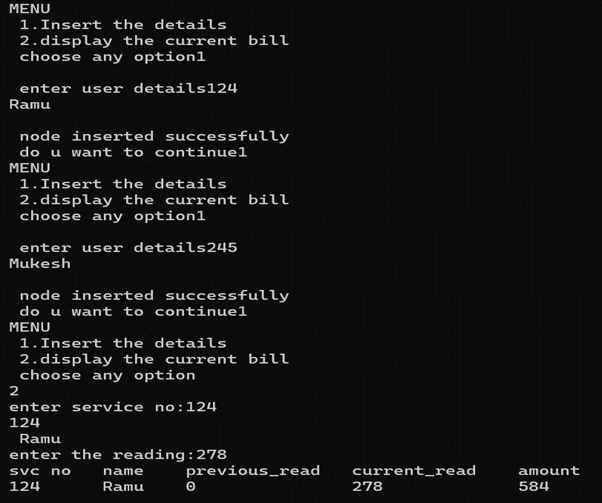 MENU
1.Insert the details
2.display the current bill
choose any option1
enter user details124
Ramu
node inserted successfully
do u want to continue1
MENU
1.Insert the details
2.display the current bill
choose any option1
enter user details245
Mukesh
node inserted successfully
do u want to continue1
MENU
1.Insert the details
2.display the current bill
choose any option
2
enter service no:124
124
Ramu
enter the reading:278
svc no name previous_read current_read amount
124 Ramu 0 278 584